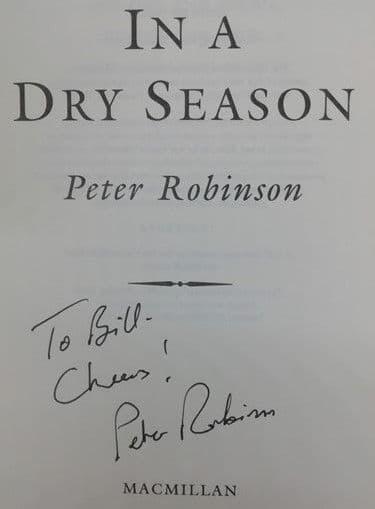 IN A
DRY SEASON
Peter Robinson
To Bill-
Cheers!
Peter Robinson
MACMILLAN